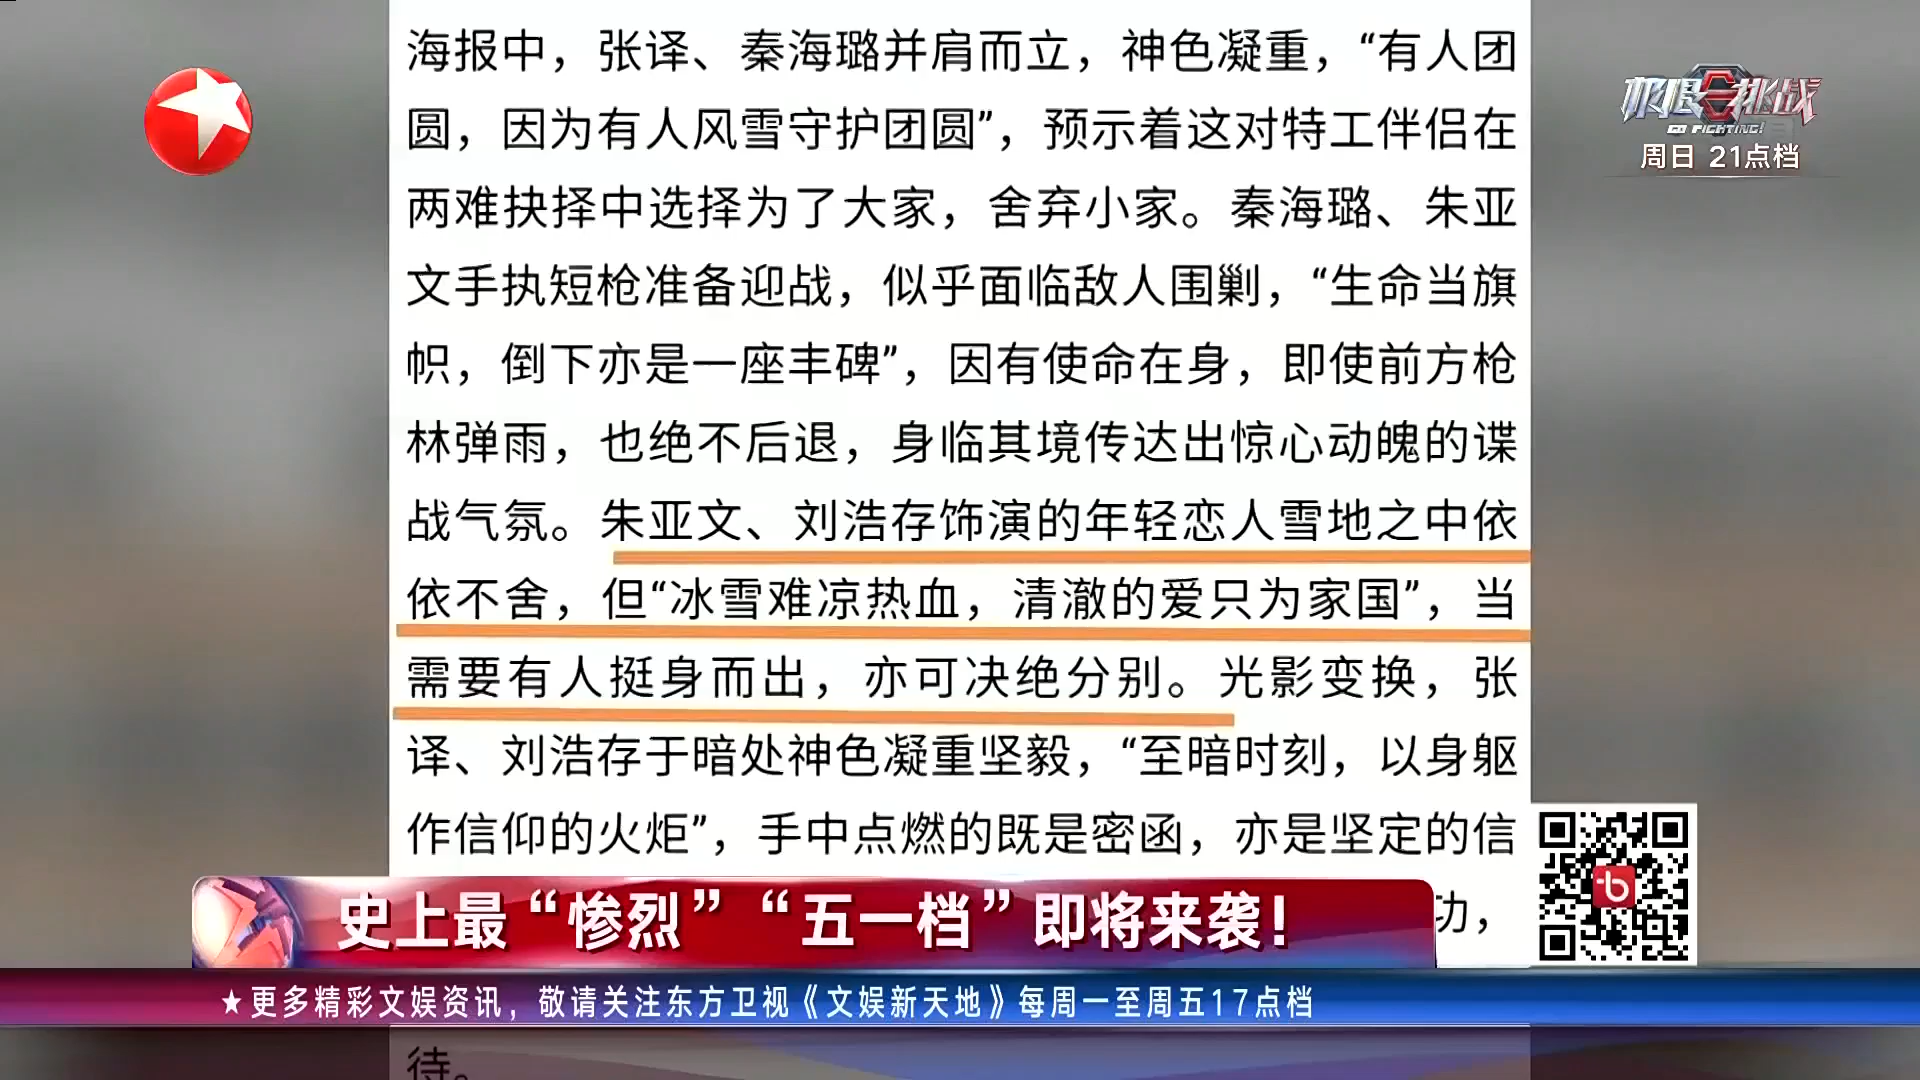 海报中，张译、秦海璐并肩而立，神色凝重，“有人团
圆，因为有人风雪守护团圆”，预示着这对特工伴侣在
两难抉择中选择为了大家，舍弃小家。秦海璐、朱亚
文手执短枪准备迎战，似乎面临敌人围剿，“生命当旗
帜，倒下亦是一座丰碑”，因有使命在身，即使前方枪
林弹雨，也绝不后退，身临其境传达出惊心动魄的谍
战气氛。朱亚文、刘浩存饰演的年轻恋人雪地之中依
依不舍，但“冰雪难凉热血，清澈的爱只为家国”，当
需要有人挺身而出，亦可决绝分别。光影变换，张
译、刘浩存于暗处神色凝重坚毅，“至暗时刻，以身躯
作信仰的火炬”，手中点燃的既是密函，亦是坚定的信
功，
待。
极限挑战
GO FIGHTING!
周日 21点档
史上最“惨烈”“五一档”即将来袭！
★更多精彩文娱资讯，敬请关注东方卫视《文娱新天地》每周一至周五17点档